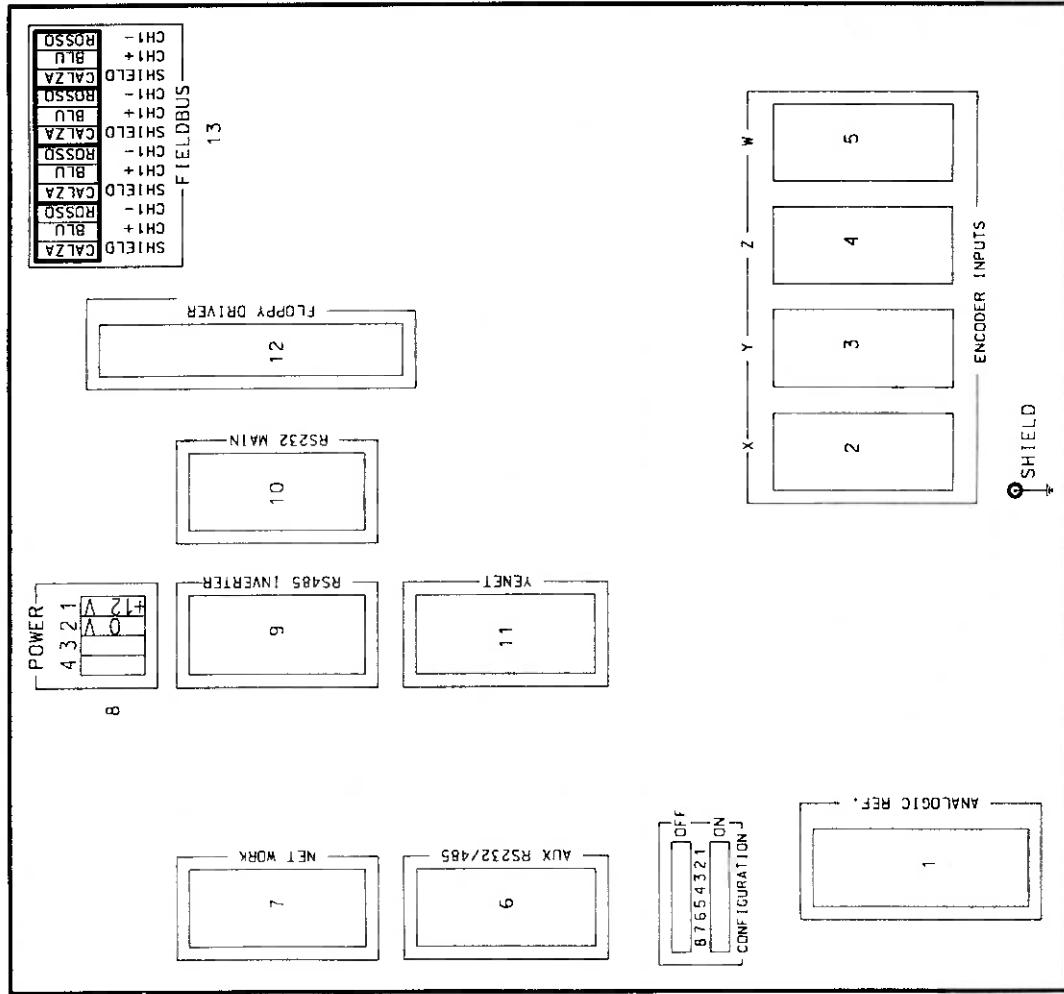 CH1- ROSSO
CH1+ BLU
SHIELD CALZA
CH1- ROSSO
CH1+ BLU
SHIELD CALZA
CH1- ROSSO
CH1+ BLU
SHIELD CALZA
CH1- ROSSO
CH1+ BLU
SHIELD CALZA
FIELDBUS
13
FLOPPY DRIVER
12
RS232 MAIN
10
POWER
4 3 2 1
0 V
+12 V
8
RS485 INVERTER
9
YENET
11
NET WORK
7
AUX RS232/485
6
OFF
8 7 6 5 4 3 2 1
ON
CONFIGURATION
ANALOGIC REF.
1
X Y Z W
2
3
4
5
ENCODER INPUTS
SHIELD